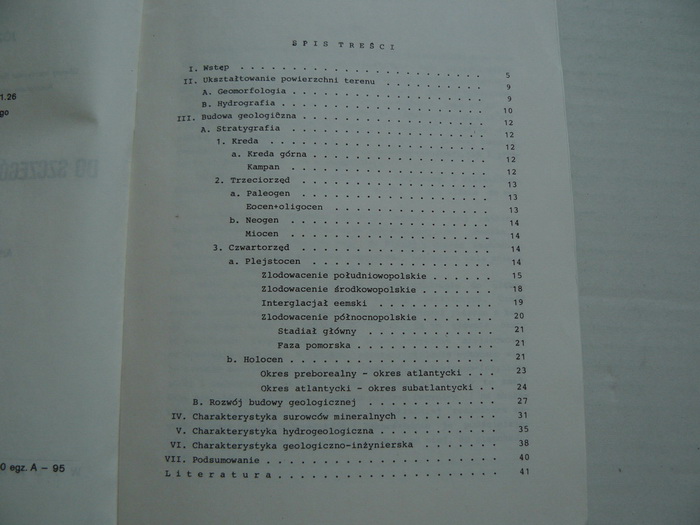 SPIS TREŚCI
I. Wstęp . . . . . . . . . . . . . . . . . . . 5
II. Ukształtowanie powierzchni terenu . . . . . . . . 9
A. Geomorfologia . . . . . . . . . . . . . . . . 9
B. Hydrografia . . . . . . . . . . . . . . . . . 10
III. Budowa geologiczna . . . . . . . . . . . . . . . 12
A. Stratygrafia . . . . . . . . . . . . . . . . 12
1. Kreda . . . . . . . . . . . . . . . . . . 12
a. Kreda górna . . . . . . . . . . . . . . 12
Kampan . . . . . . . . . . . . . . . . 12
2. Trzeciorzęd . . . . . . . . . . . . . . . 13
a. Paleogen . . . . . . . . . . . . . . . 13
Eocen+oligocen . . . . . . . . . . . . 13
b. Neogen . . . . . . . . . . . . . . . . 14
Miocen . . . . . . . . . . . . . . . . 14
3. Czwartorzęd . . . . . . . . . . . . . . . 14
a. Plejstocen . . . . . . . . . . . . . . 14
Zlodowacenie południowopolskie . . . . . . 15
Zlodowacenie środkowopolskie . . . . . . . 18
Interglacjał eemski . . . . . . . . . . 19
Zlodowacenie północnopolskie . . . . . . . 20
Stadiał główny . . . . . . . . . . . 21
Faza pomorska . . . . . . . . . . . . 21
b. Holocen . . . . . . . . . . . . . . . . 21
Okres preborealny - okres atlantycki . . . 23
Okres atlantycki - okres subatlantycki . . 24
B. Rozwój budowy geologicznej . . . . . . . . . . . 27
IV. Charakterystyka surowców mineralnych . . . . . . . . 31
V. Charakterystyka hydrogeologiczna . . . . . . . . . . 35
VI. Charakterystyka geologiczno-inżynierska . . . . . . . 38
VII. Podsumowanie . . . . . . . . . . . . . . . . . . 40
Literatura . . . . . . . . . . . . . . . . . . . . . 41
1.26
go
0 egz. A – 95